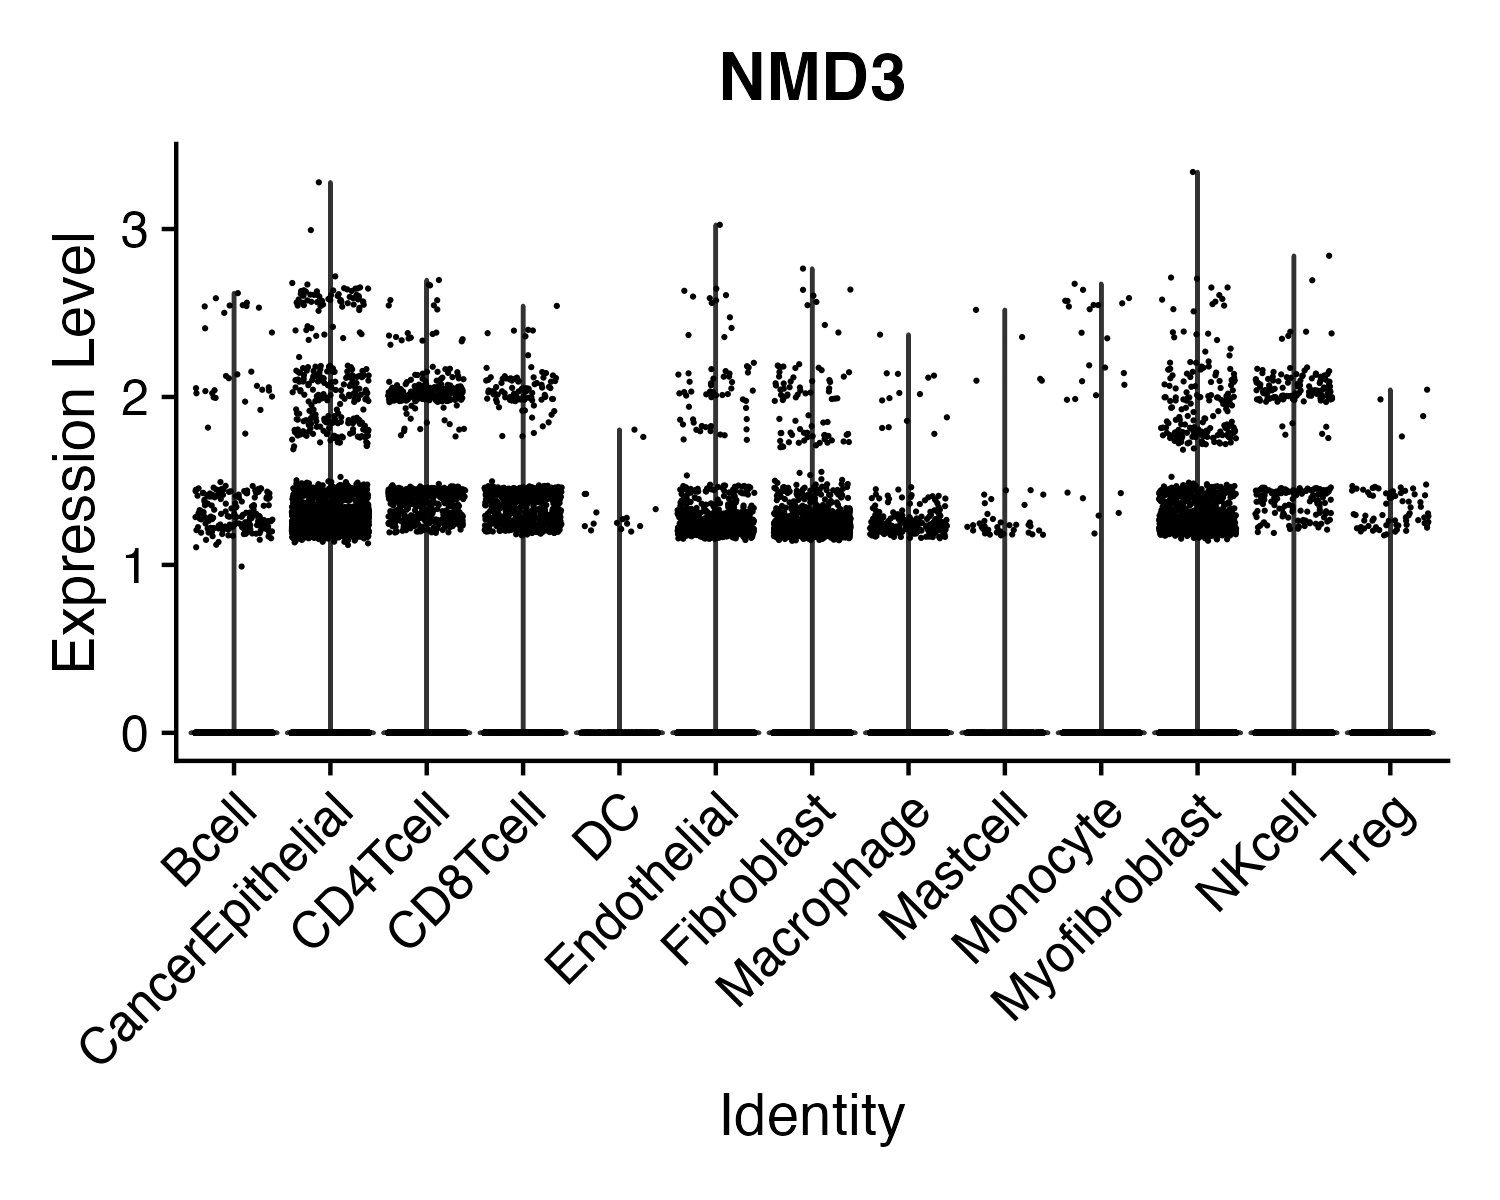 NMD3
Expression Level
3
2
1
0
Bcell
CancerEpithelial
CD4Tcell
CD8Tcell
DC
Endothelial
Fibroblast
Macrophage
Mastcell
Monocyte
Myofibroblast
NKcell
Treg
Identity